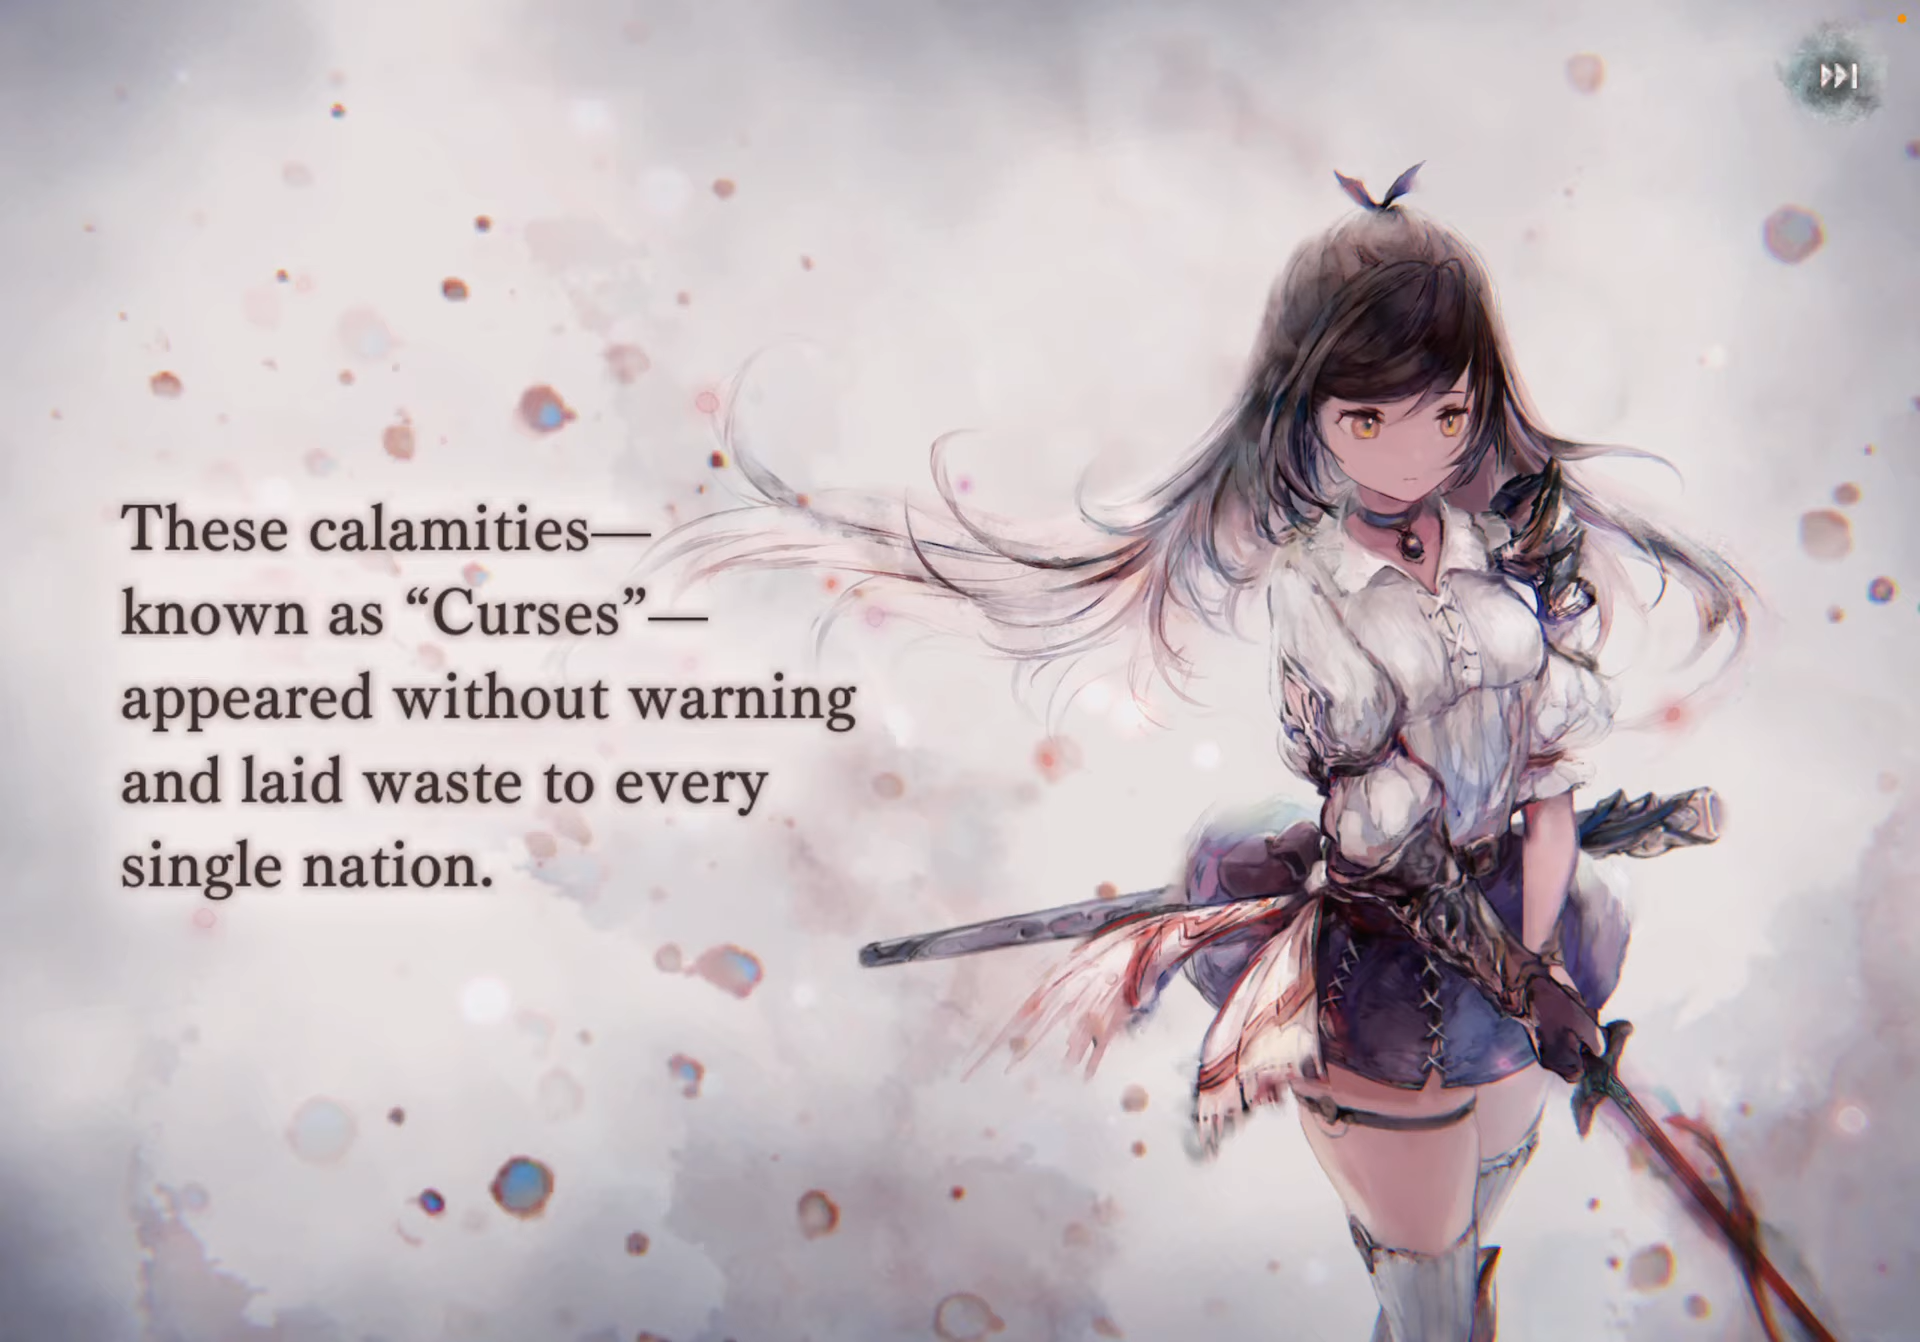 These calamities—
known as “Curses”—
appeared without warning
and laid waste to every
single nation.